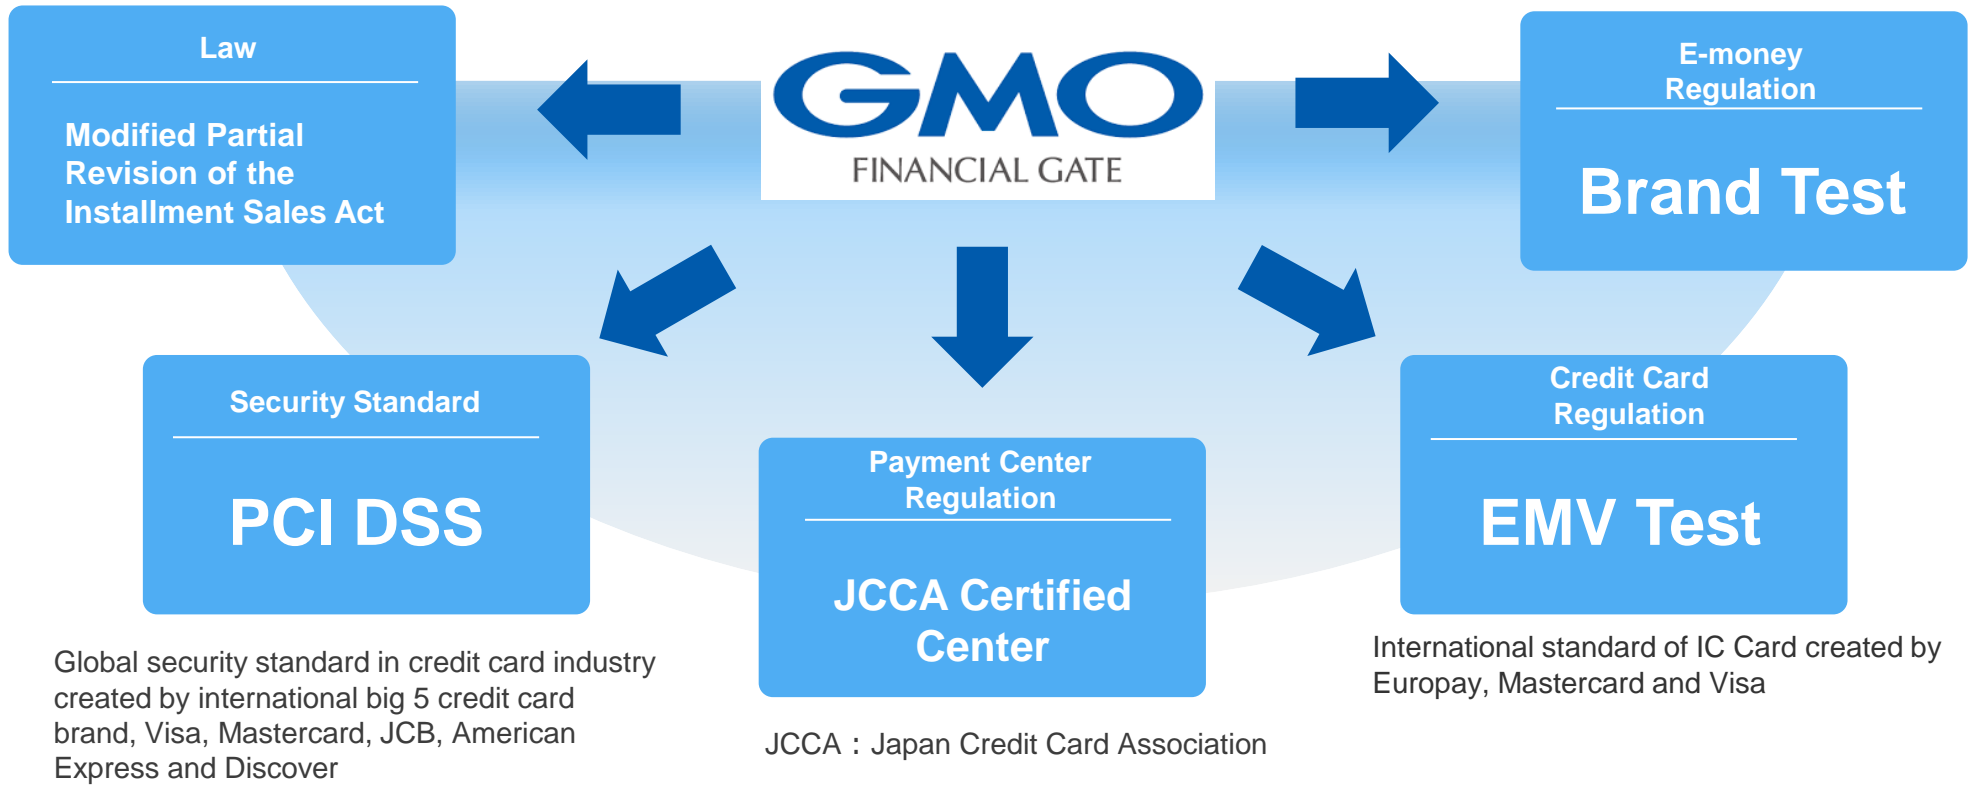 Law
Modified Partial
Revision of the
Installment Sales Act
GMO
FINANCIAL GATE
E-money
Regulation
Brand Test
Security Standard
PCI DSS
Global security standard in credit card industry
created by international big 5 credit card
brand, Visa, Mastercard, JCB, American
Express and Discover
Payment Center
Regulation
JCCA Certified
Center
JCCA：Japan Credit Card Association
Credit Card
Regulation
EMV Test
International standard of IC Card created by
Europay, Mastercard and Visa